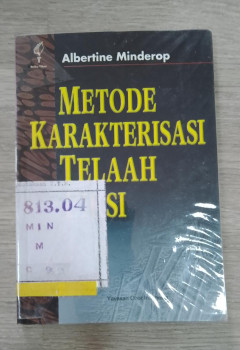 Albertine Minderop
METODE
KARAKTERISASI
TELAAH
SI
813.04
MIN
M